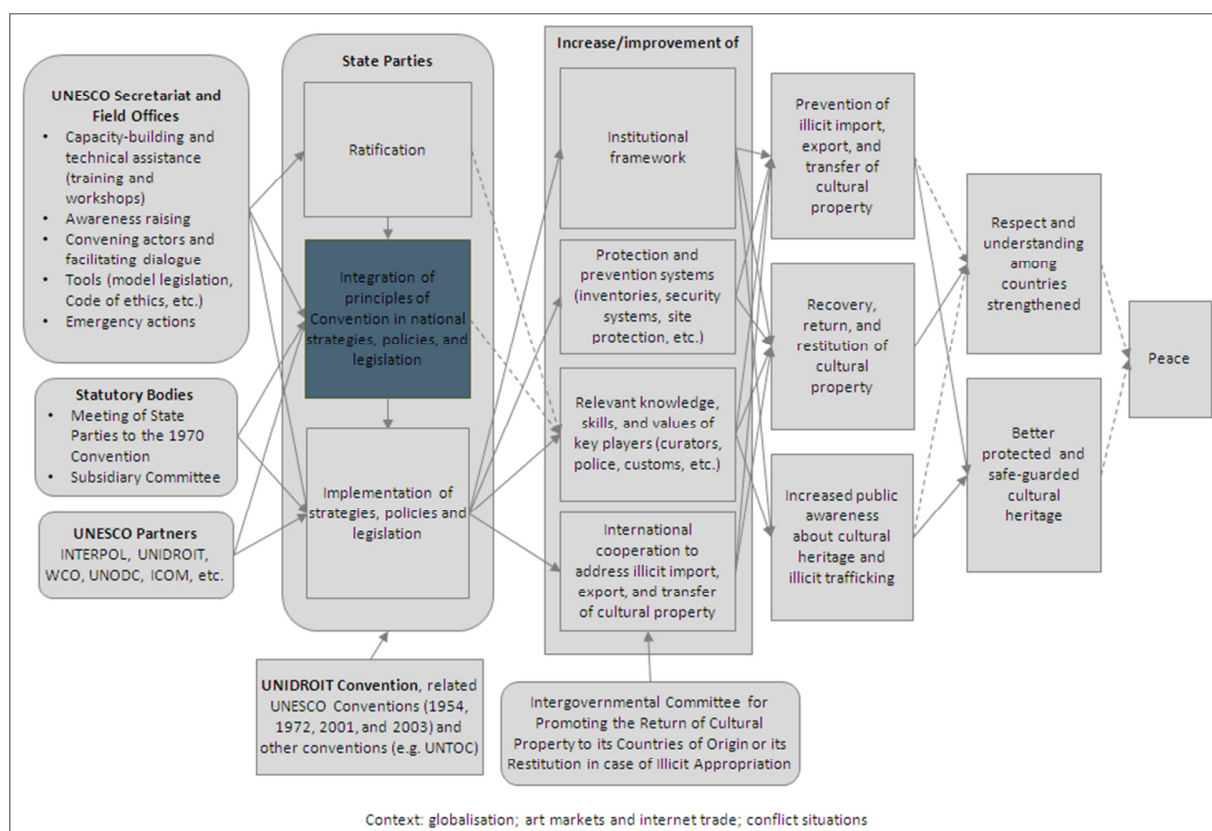 UNESCO Secretariat and
Field Offices
• Capacity-building and
technical assistance
(training and
workshops)
• Awareness raising
• Convening actors and
facilitating dialogue
• Tools (model legislation,
Code of ethics, etc.)
• Emergency actions
Statutory Bodies
• Meeting of State
Parties to the 1970
Convention
• Subsidiary Committee
UNESCO Partners
INTERPOL, UNIDROIT,
WCO, UNODC, ICOM, etc.
State Parties
Ratification
Integration of
principles of
Convention in national
strategies, policies, and
legislation
Implementation of
strategies, policies and
legislation
UNIDROIT Convention, related
UNESCO Conventions (1954,
1972, 2001, and 2003) and
other conventions (e.g. UNTOC)
Increase/improvement of
Institutional
framework
Protection and
prevention systems
(inventories, security
systems, site
protection, etc.)
Relevant knowledge,
skills, and values of
key players (curators,
police, customs, etc.)
International
cooperation to
address illicit import,
export, and transfer
of cultural property
Intergovernmental Committee for
Promoting the Return of Cultural
Property to its Countries of Origin or its
Restitution in case of Illicit Appropriation
Prevention of
illicit import,
export, and
transfer of
cultural
property
Recovery,
return, and
restitution of
cultural
property
Increased public
awareness
about cultural
heritage and
illicit trafficking
Respect and
understanding
among
countries
strengthened
Better
protected and
safe-guarded
cultural
heritage
Peace
Context: globalisation; art markets and internet trade; conflict situations